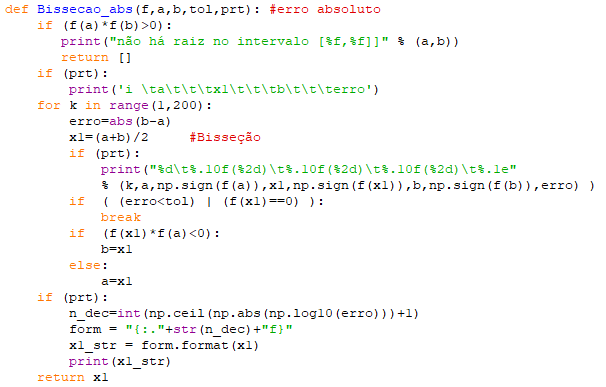 def Bissecao_abs(f,a,b,tol,prt): #erro absoluto
    if (f(a)*f(b)>0):
       print("não há raiz no intervalo [%f,%f]]" % (a,b))
       return []
    if (prt):
        print('i \ta\t\t\tx1\t\t\tb\t\t\terro')
    for k in range(1,200):
        erro=abs(b-a)
        x1=(a+b)/2     #Bisseção
        if (prt):
            print("%d\t%.10f(%2d)\t%.10f(%2d)\t%.10f(%2d)\t%.1e"
            % (k,a,np.sign(f(a)),x1,np.sign(f(x1)),b,np.sign(f(b)),erro) )
        if  ( (erro<tol) | (f(x1)==0) ):
            break
        if  (f(x1)*f(a)<0):
            b=x1
        else:
            a=x1
    if (prt):
        n_dec=int(np.ceil(np.abs(np.log10(erro)))+1)
        form = "{:."+str(n_dec)+"f}"
        x1_str = form.format(x1)
        print(x1_str)
    return x1